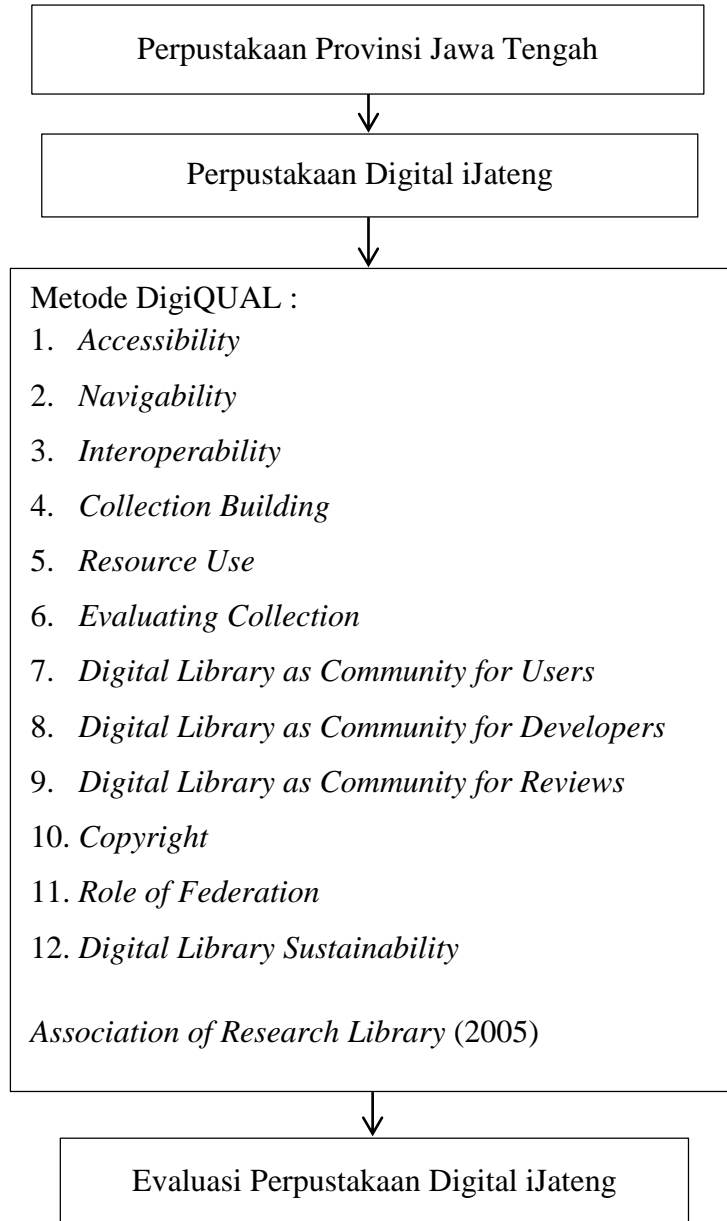 Perpustakaan Provinsi Jawa Tengah
Perpustakaan Digital iJateng
Metode DigiQUAL :
1. Accessibility
2. Navigability
3. Interoperability
4. Collection Building
5. Resource Use
6. Evaluating Collection
7. Digital Library as Community for Users
8. Digital Library as Community for Developers
9. Digital Library as Community for Reviews
10. Copyright
11. Role of Federation
12. Digital Library Sustainability
Association of Research Library (2005)
Evaluasi Perpustakaan Digital iJateng